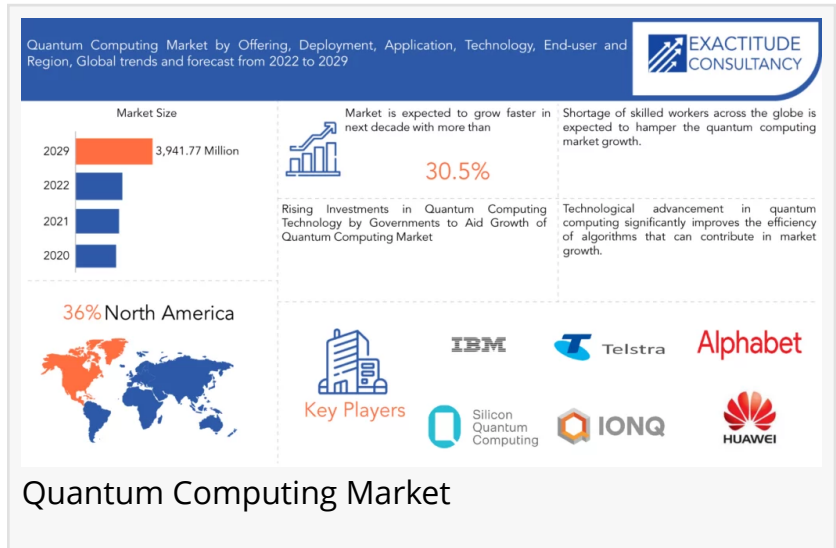 Quantum Computing Market by Offering, Deployment, Application, Technology, End-user and
Region, Global trends and forecast from 2022 to 2029
EXACTITUDE
CONSULTANCY
Market Size
2029
3,941.77 Million
2022
2021
2020
Market is expected to grow faster in
next decade with more than
30.5%
Shortage of skilled workers across the globe is
expected to hamper the quantum computing
market growth.
Rising Investments in Quantum Computing
Technology by Governments to Aid Growth of
Quantum Computing Market
Technological advancement in quantum
computing significantly improves the efficiency
of algorithms that can contribute in market
growth.
36% North America
Key Players
IBM
Telstra
Alphabet
Silicon
Quantum
Computing
IONQ
HUAWEI
Quantum Computing Market